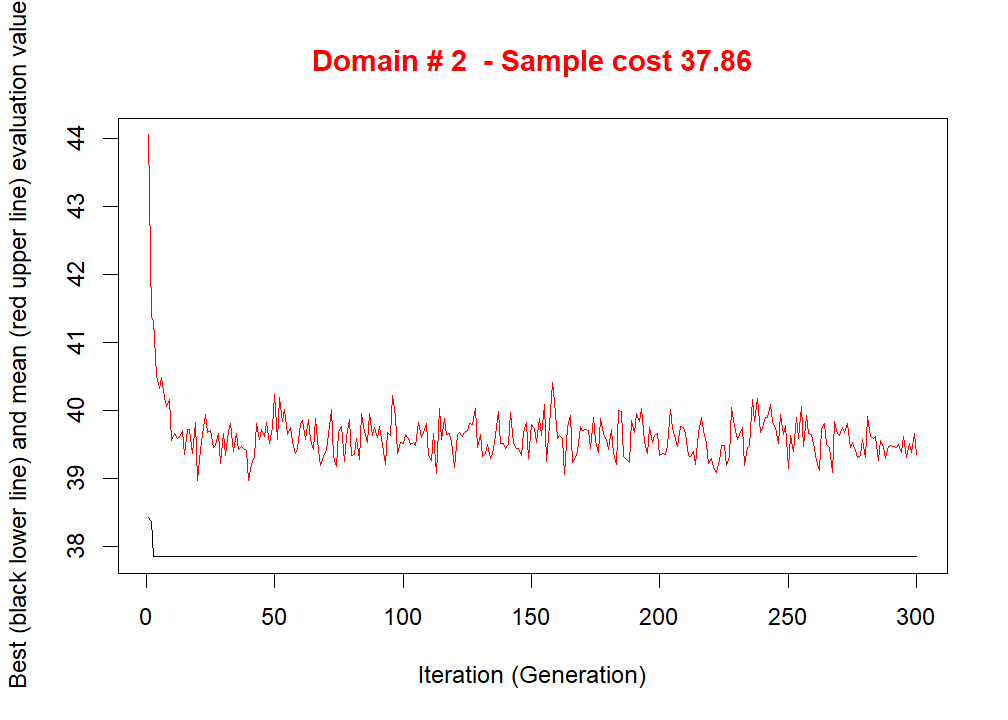 Domain # 2  - Sample cost 37.86
Best (black lower line) and mean (red upper line) evaluation value
44
43
42
41
40
39
38
0 50 100 150 200 250 300
Iteration (Generation)